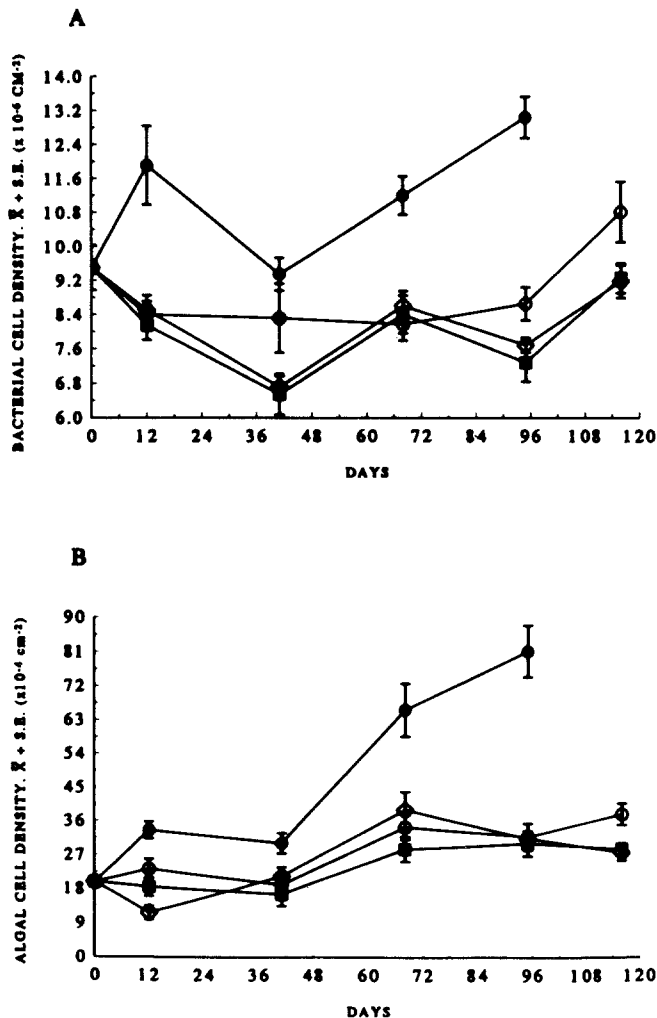 A
BACTERIAL CELL DENSITY. X̄ + S.E. (x 10⁻⁶ CM⁻²)
14.0
13.2
12.4
11.6
10.8
10.0
9.2
8.4
7.6
6.8
6.0
0 12 24 36 48 60 72 84 96 108 120
DAYS
B
ALGAL CELL DENSITY. X̄ + S.E. (x10⁻⁴ cm⁻²)
90
81
72
63
54
45
36
27
18
9
0
0 12 24 36 48 60 72 84 96 108 120
DAYS